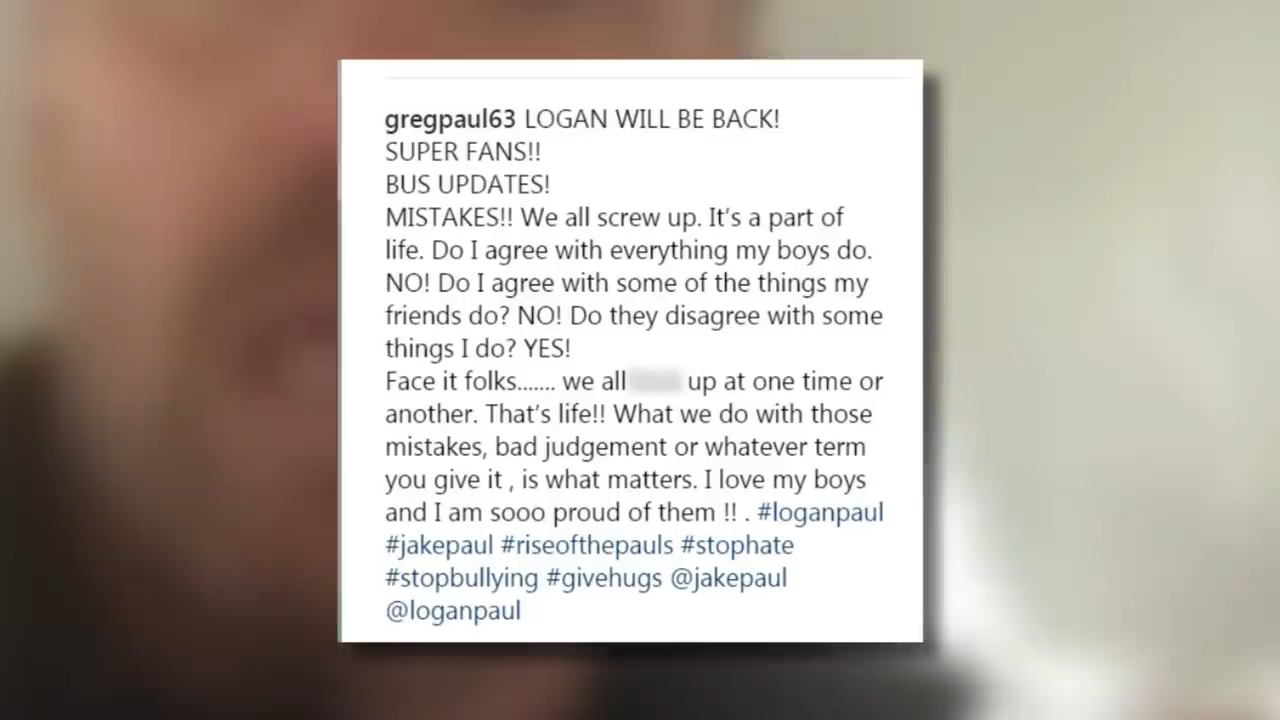 gregpaul63 LOGAN WILL BE BACK!
SUPER FANS!!
BUS UPDATES!
MISTAKES!! We all screw up. It's a part of
life. Do I agree with everything my boys do.
NO! Do I agree with some of the things my
friends do? NO! Do they disagree with some
things I do? YES!
Face it folks....... we all up at one time or
another. That's life!! What we do with those
mistakes, bad judgement or whatever term
you give it , is what matters. I love my boys
and I am sooo proud of them !! . #loganpaul
#jakepaul #riseofthepauls #stophate
#stopbullying #givehugs @jakepaul
@loganpaul